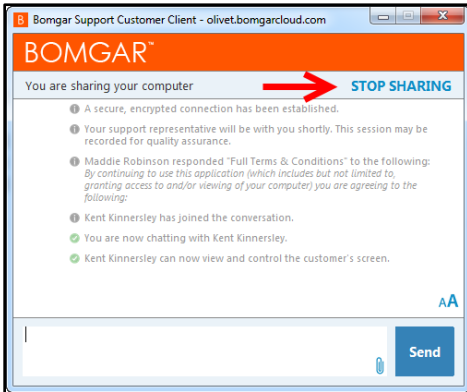 B Bomgar Support Customer Client - olivet.bomgarcloud.com
BOMGAR™
You are sharing your computer STOP SHARING
A secure, encrypted connection has been established.
Your support representative will be with you shortly. This session may be
recorded for quality assurance.
Maddie Robinson responded "Full Terms & Conditions" to the following:
By continuing to use this application (which includes but not limited to,
granting access to and/or viewing of your computer) you are agreeing to the
following:
Kent Kinnersley has joined the conversation.
You are now chatting with Kent Kinnersley.
Kent Kinnersley can now view and control the customer's screen.
AA
Send